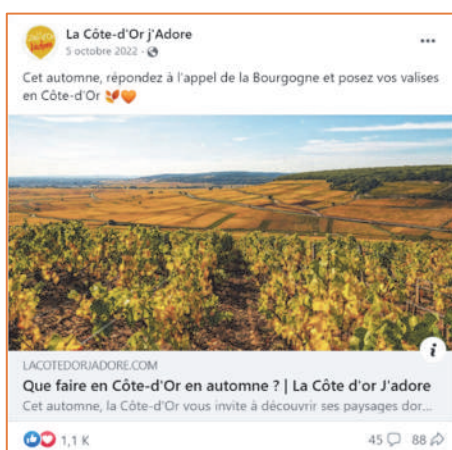 La Côte-d'Or j'Adore
5 octobre 2022 ·
Cet automne, répondez à l'appel de la Bourgogne et posez vos valises
en Côte-d'Or 🍂🧡
LACOTEDORJADORE.COM
Que faire en Côte-d'Or en automne ? | La Côte d'or J'adore
Cet automne, la Côte-d'Or vous invite à découvrir ses paysages dor...
1,1 K
45
88